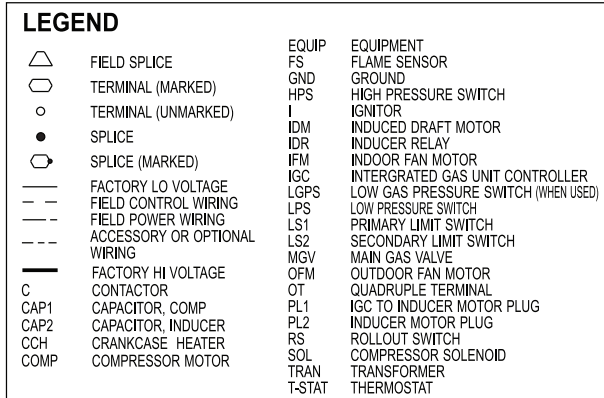 LEGEND
FIELD SPLICE
TERMINAL (MARKED)
TERMINAL (UNMARKED)
SPLICE
SPLICE (MARKED)
FACTORY LO VOLTAGE
FIELD CONTROL WIRING
FIELD POWER WIRING
ACCESSORY OR OPTIONAL
WIRING
FACTORY HI VOLTAGE
C CONTACTOR
CAP1 CAPACITOR, COMP
CAP2 CAPACITOR, INDUCER
CCH CRANKCASE HEATER
COMP COMPRESSOR MOTOR
EQUIP EQUIPMENT
FS FLAME SENSOR
GND GROUND
HPS HIGH PRESSURE SWITCH
I IGNITOR
IDM INDUCED DRAFT MOTOR
IDR INDUCER RELAY
IFM INDOOR FAN MOTOR
IGC INTERGRATED GAS UNIT CONTROLLER
LGPS LOW GAS PRESSURE SWITCH (WHEN USED)
LPS LOW PRESSURE SWITCH
LS1 PRIMARY LIMIT SWITCH
LS2 SECONDARY LIMIT SWITCH
MGV MAIN GAS VALVE
OFM OUTDOOR FAN MOTOR
OT QUADRUPLE TERMINAL
PL1 IGC TO INDUCER MOTOR PLUG
PL2 INDUCER MOTOR PLUG
RS ROLLOUT SWITCH
SOL COMPRESSOR SOLENOID
TRAN TRANSFORMER
T-STAT THERMOSTAT